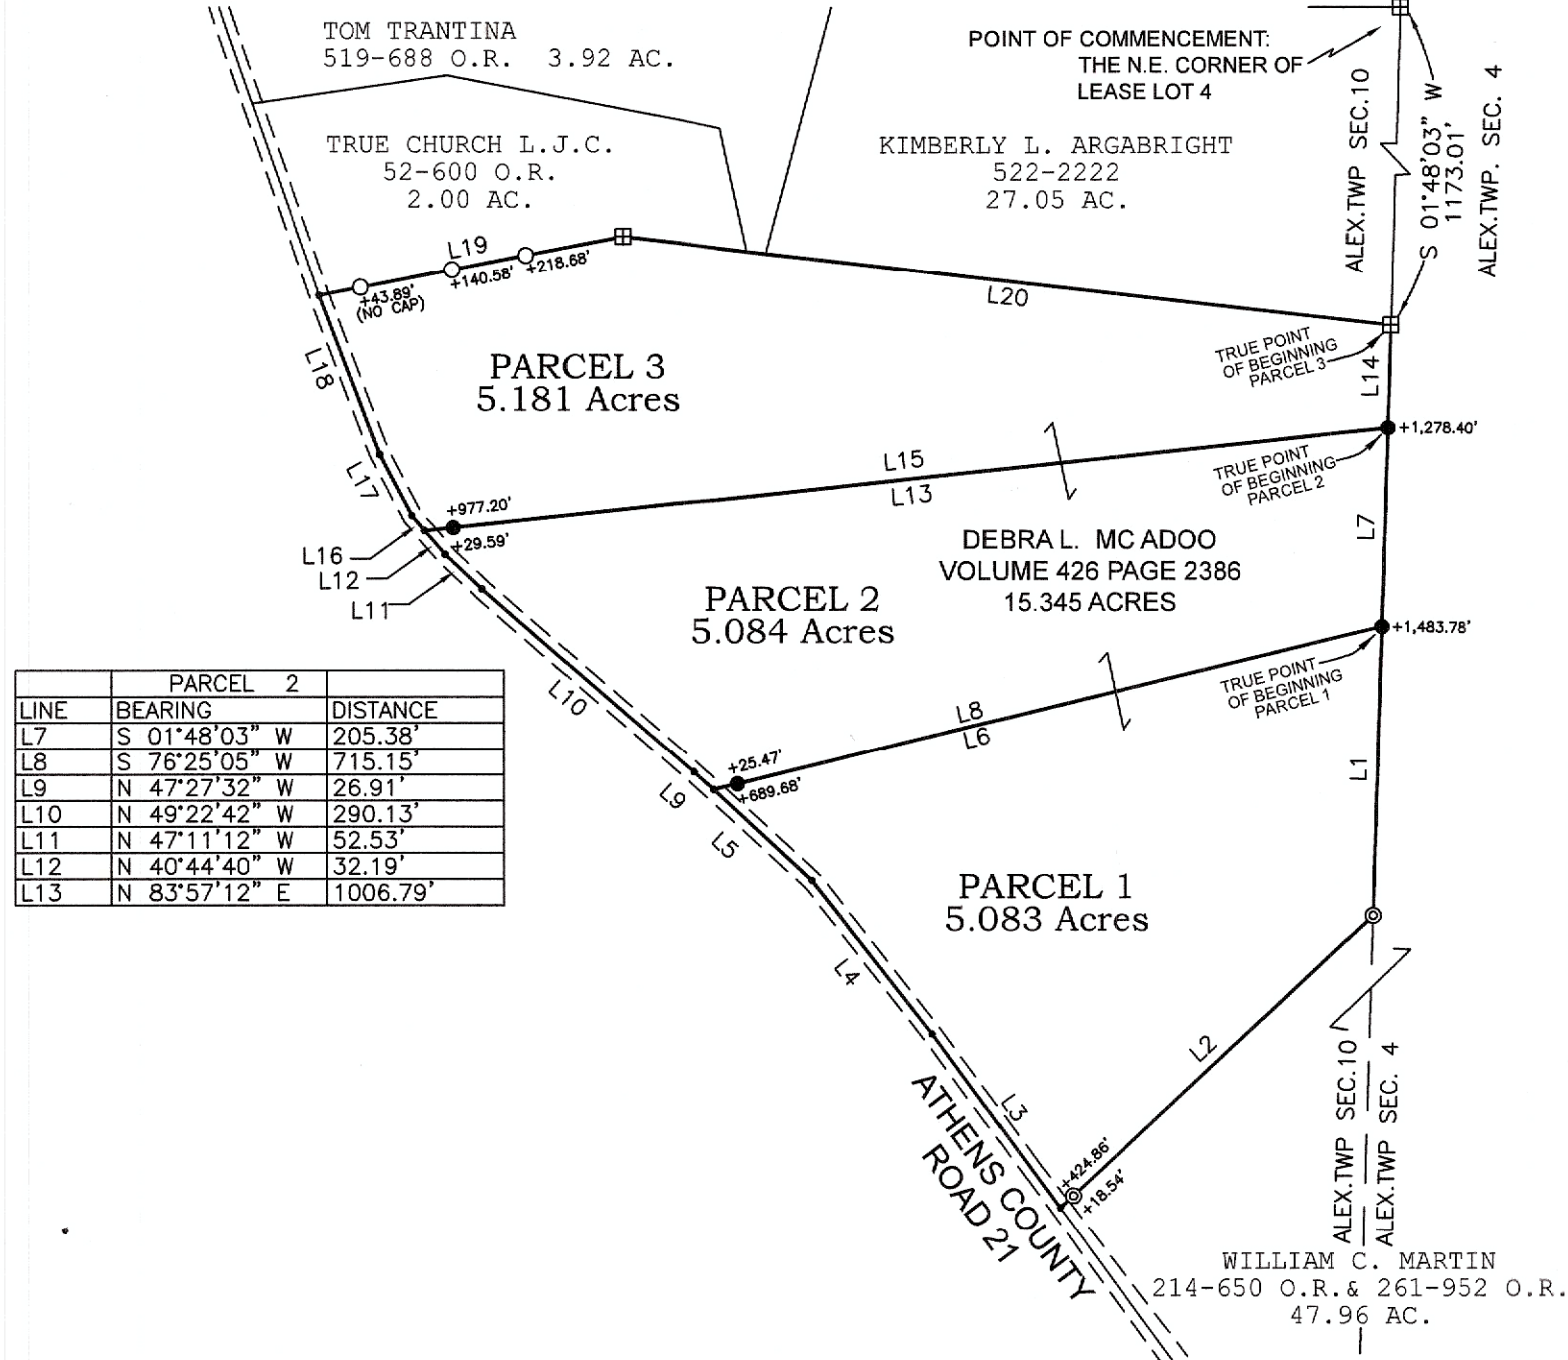 TOM TRANTINA
519-688 O.R. 3.92 AC.
POINT OF COMMENCEMENT:
THE N.E. CORNER OF
LEASE LOT 4
TRUE CHURCH L.J.C.
52-600 O.R.
2.00 AC.
KIMBERLY L. ARGABRIGHT
522-2222
27.05 AC.
ALEX.TWP SEC.10
S 01°48'03" W
1173.01'
ALEX.TWP. SEC. 4
L19
+43.89'
(NO CAP)
+140.58'
+218.68'
L20
TRUE POINT
OF BEGINNING
PARCEL 3
L14
L18
PARCEL 3
5.181 Acres
+1,278.40'
L15
L13
TRUE POINT
OF BEGINNING
PARCEL 2
L17
+977.20'
+29.59'
L16
L12
L11
L7
DEBRA L. MC ADOO
VOLUME 426 PAGE 2386
15.345 ACRES
PARCEL 2
5.084 Acres
+1,483.78'
TRUE POINT
OF BEGINNING
PARCEL 1
L10
L8
L6
+25.47'
+689.68'
L9
L5
L1
PARCEL 2
LINE BEARING DISTANCE
L7 S 01°48'03" W 205.38'
L8 S 76°25'05" W 715.15'
L9 N 47°27'32" W 26.91'
L10 N 49°22'42" W 290.13'
L11 N 47°11'12" W 52.53'
L12 N 40°44'40" W 32.19'
L13 N 83°57'12" E 1006.79'
PARCEL 1
5.083 Acres
L4
L2
L3
ATHENS COUNTY
ROAD 21
+424.86'
+18.54'
ALEX.TWP SEC.10
ALEX.TWP SEC. 4
WILLIAM C. MARTIN
214-650 O.R.& 261-952 O.R.
47.96 AC.